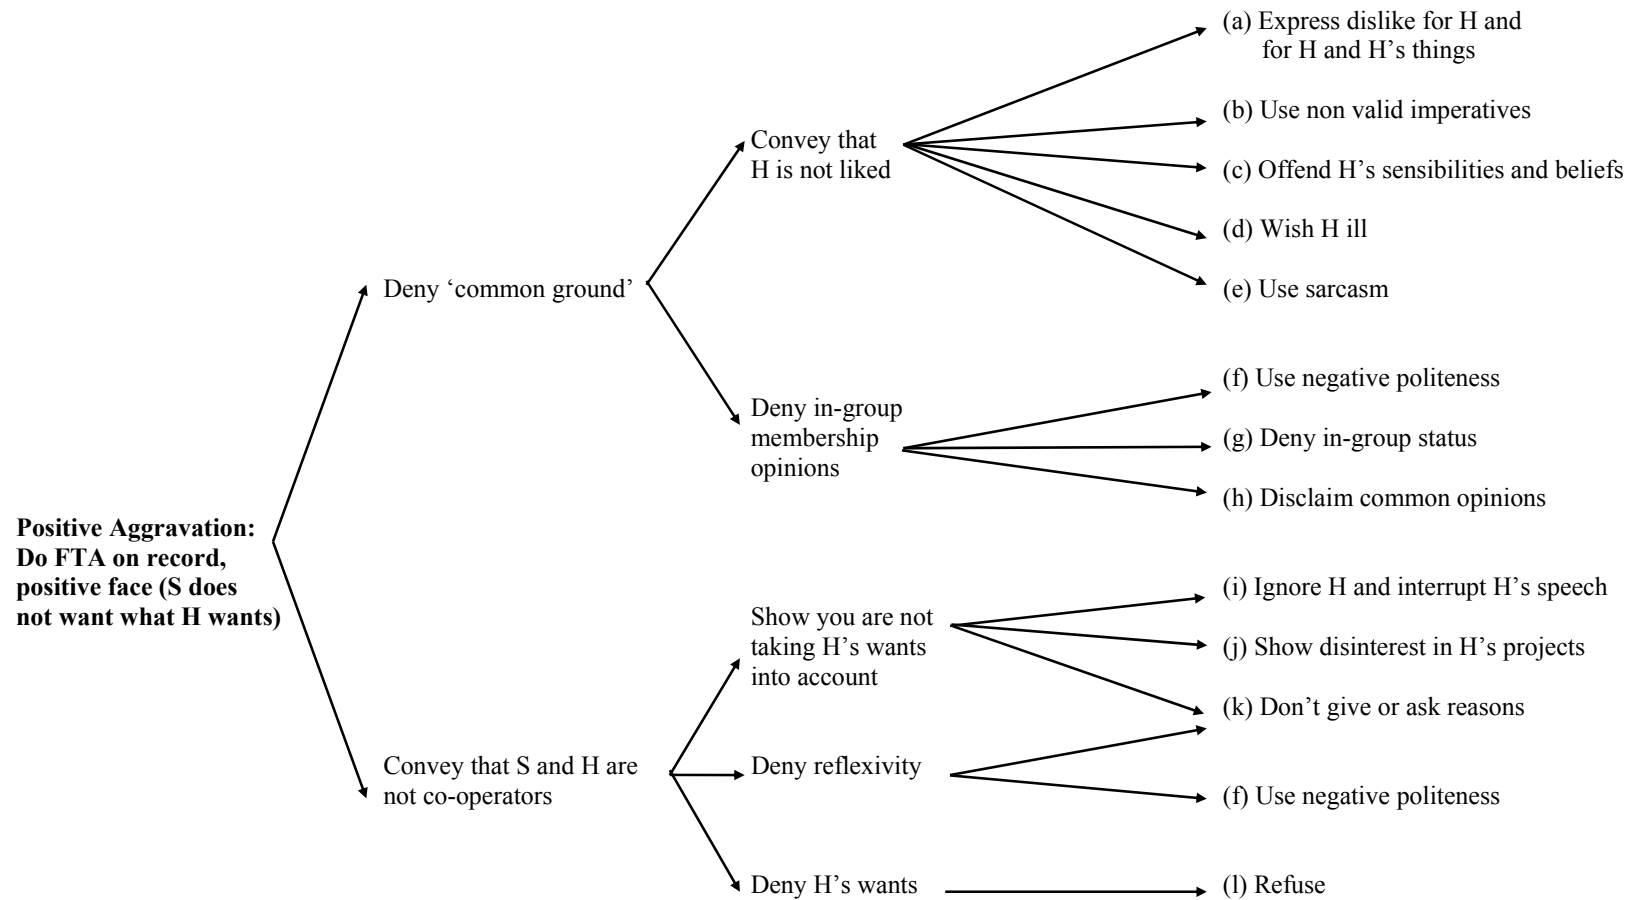 (a) Express dislike for H and
for H and H’s things
(b) Use non valid imperatives
Convey that
H is not liked
(c) Offend H’s sensibilities and beliefs
(d) Wish H ill
Deny ‘common ground’
(e) Use sarcasm
(f) Use negative politeness
Deny in-group
membership
opinions
(g) Deny in-group status
(h) Disclaim common opinions
Positive Aggravation:
Do FTA on record,
positive face (S does
not want what H wants)
(i) Ignore H and interrupt H’s speech
Show you are not
taking H’s wants
into account
(j) Show disinterest in H’s projects
(k) Don’t give or ask reasons
Convey that S and H are
not co-operators
Deny reflexivity
(f) Use negative politeness
Deny H’s wants
(l) Refuse